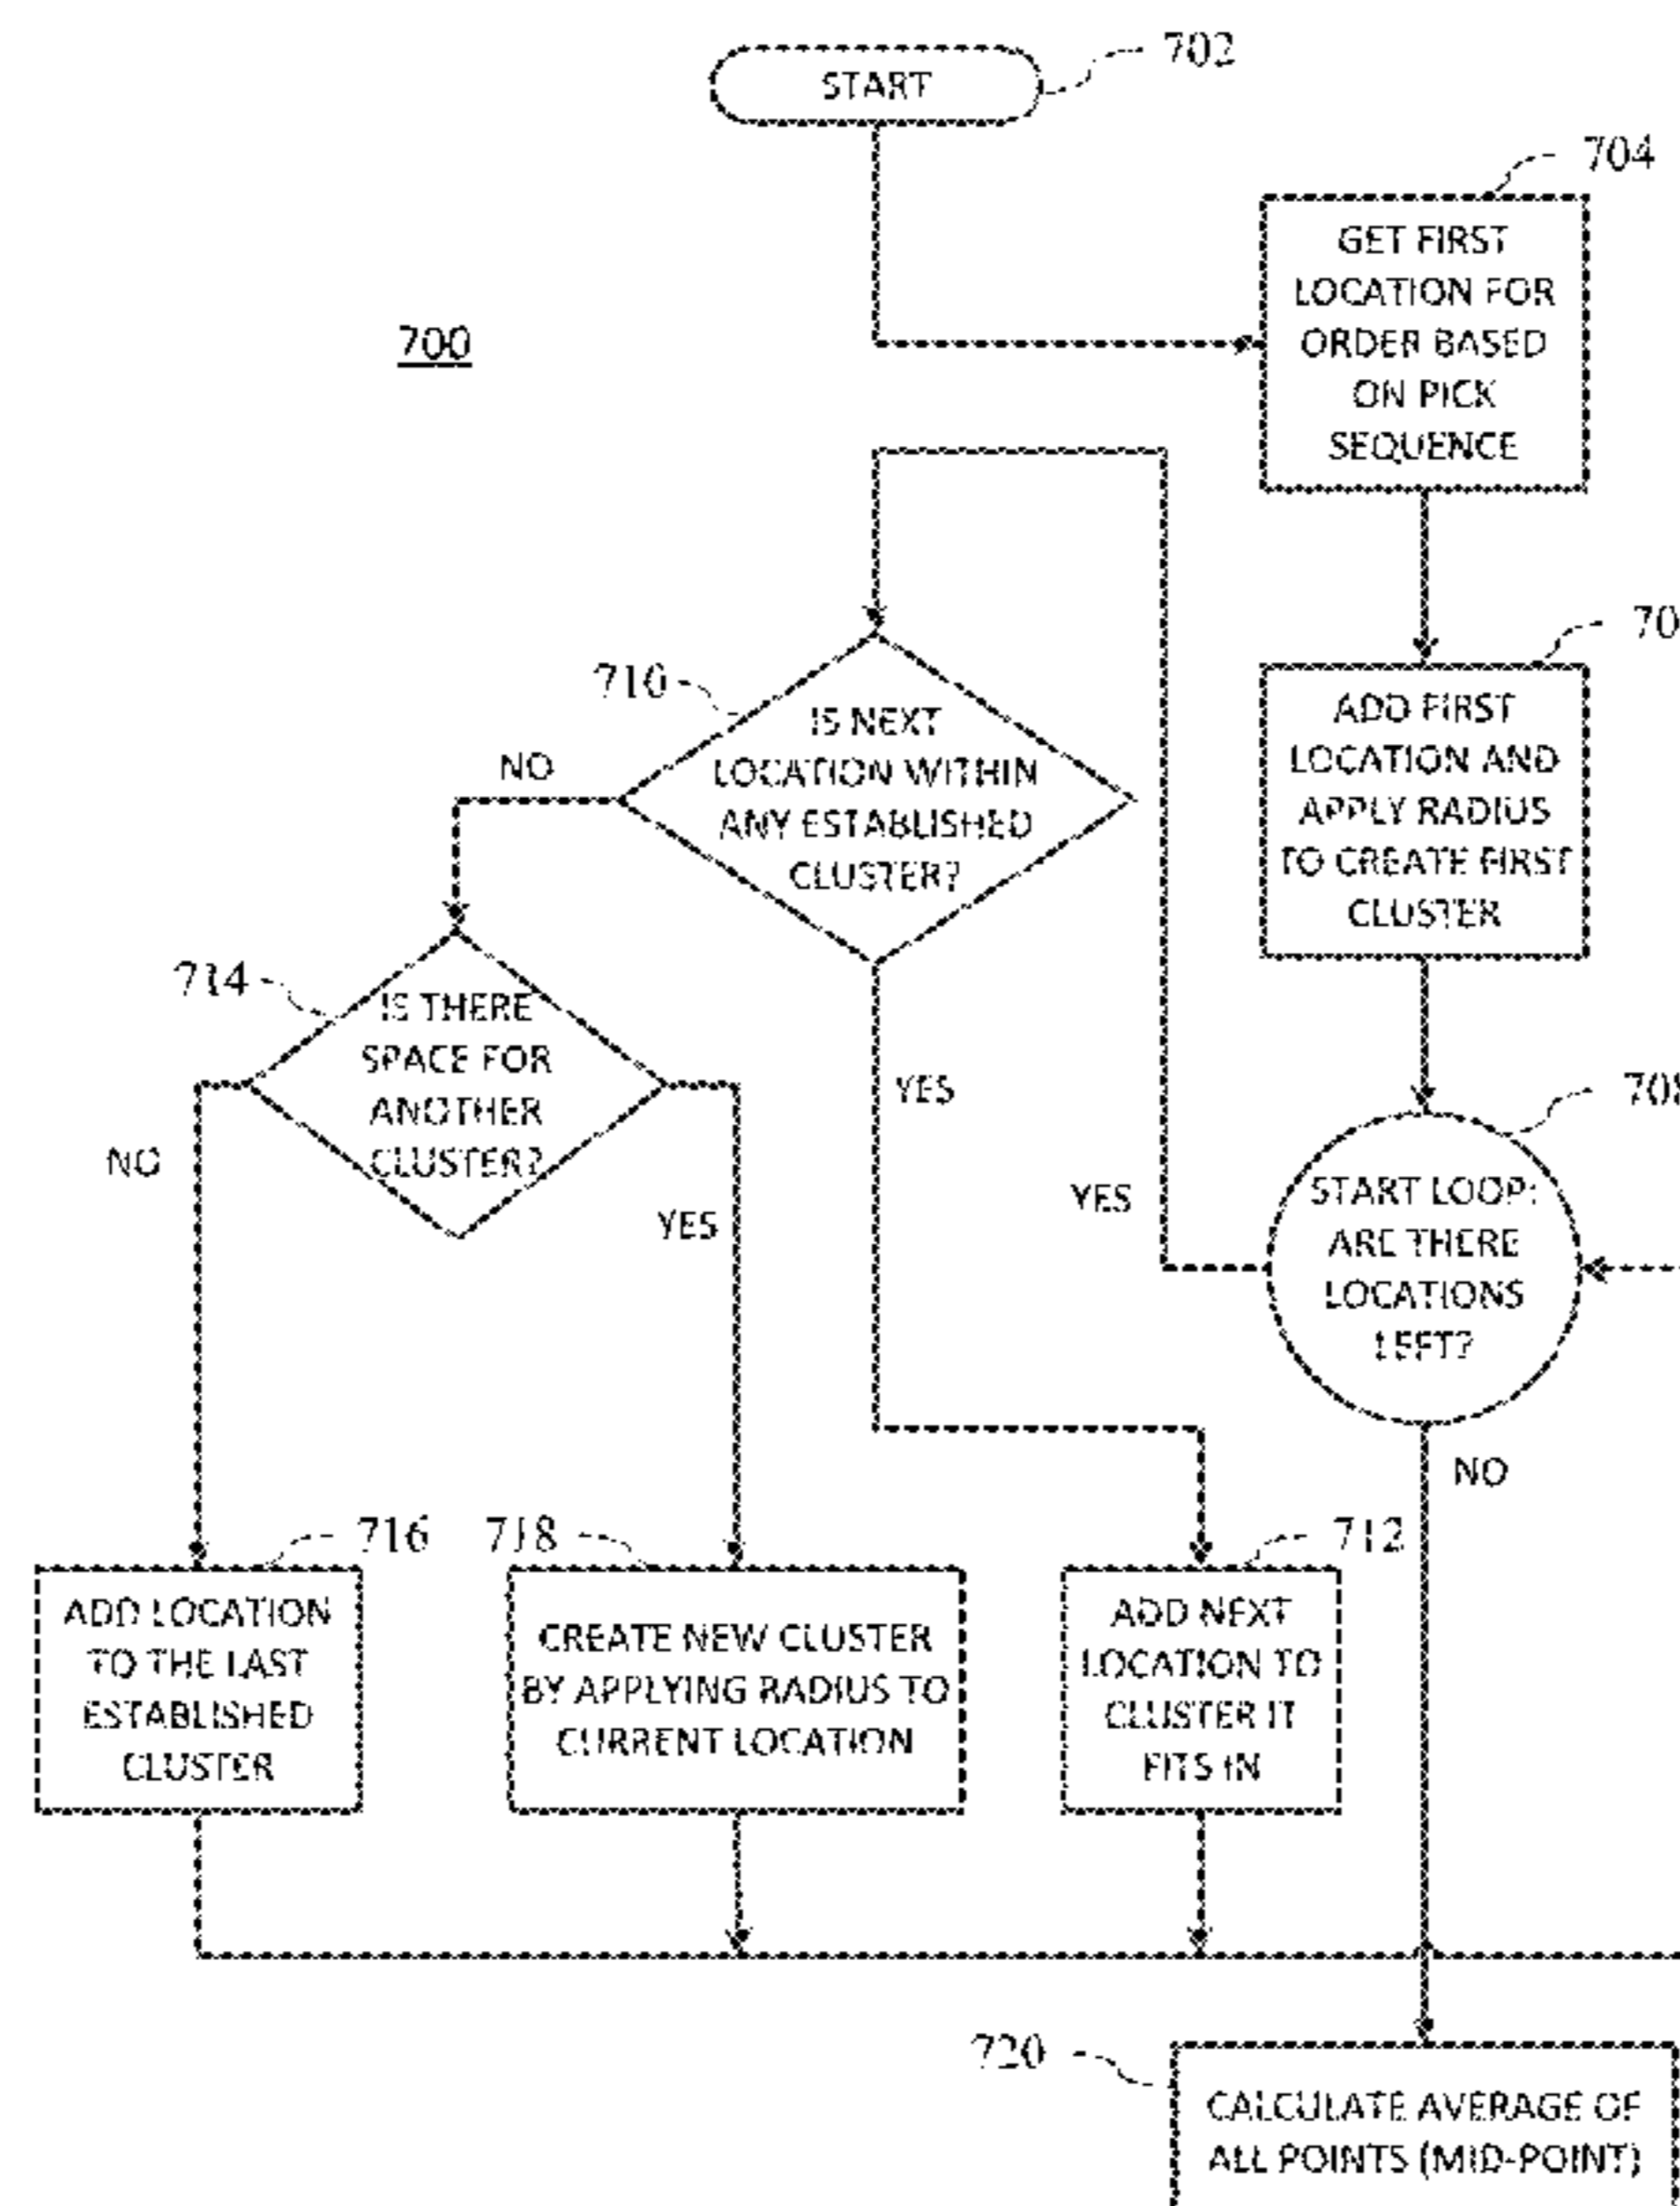 702
START
704
GET FIRST
LOCATION FOR
ORDER BASED
ON PICK
SEQUENCE
700
70
ADD FIRST
LOCATION AND
APPLY RADIUS
TO CREATE FIRST
CLUSTER
710
IS NEXT
LOCATION WITHIN
ANY ESTABLISHED
CLUSTER?
NO
YES
714
IS THERE
SPACE FOR
ANOTHER
CLUSTER?
NO
YES
708
START LOOP:
ARE THERE
LOCATIONS
LEFT?
YES
NO
716
ADD LOCATION
TO THE LAST
ESTABLISHED
CLUSTER
718
CREATE NEW CLUSTER
BY APPLYING RADIUS TO
CURRENT LOCATION
712
ADD NEXT
LOCATION TO
CLUSTER IT
FITS IN
720
CALCULATE AVERAGE OF
ALL POINTS (MID-POINT)